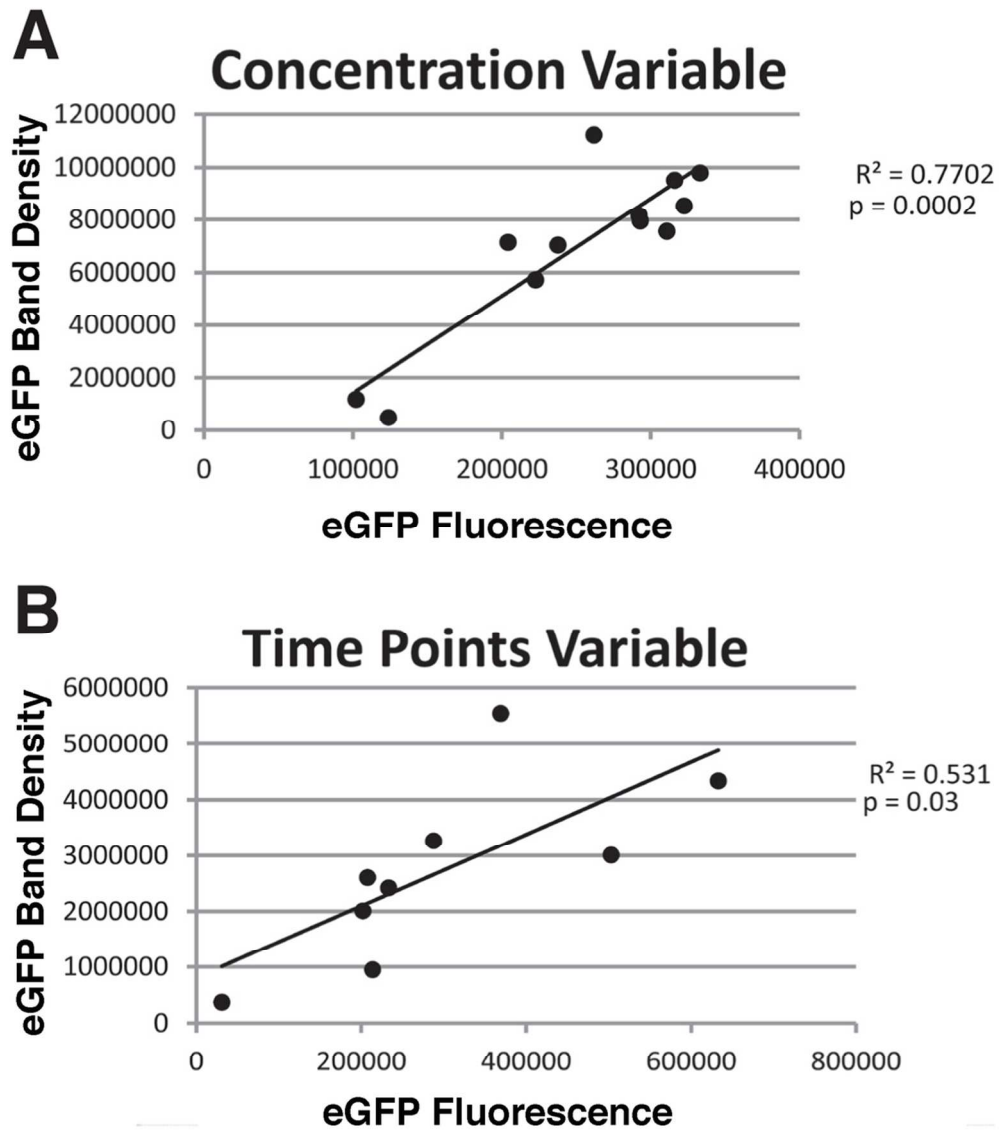 A
Concentration Variable
12000000
10000000
8000000
6000000
4000000
2000000
0
eGFP Band Density
0 100000 200000 300000 400000
eGFP Fluorescence
R² = 0.7702
p = 0.0002
B
Time Points Variable
6000000
5000000
4000000
3000000
2000000
1000000
0
eGFP Band Density
0 200000 400000 600000 800000
eGFP Fluorescence
R² = 0.531
p = 0.03